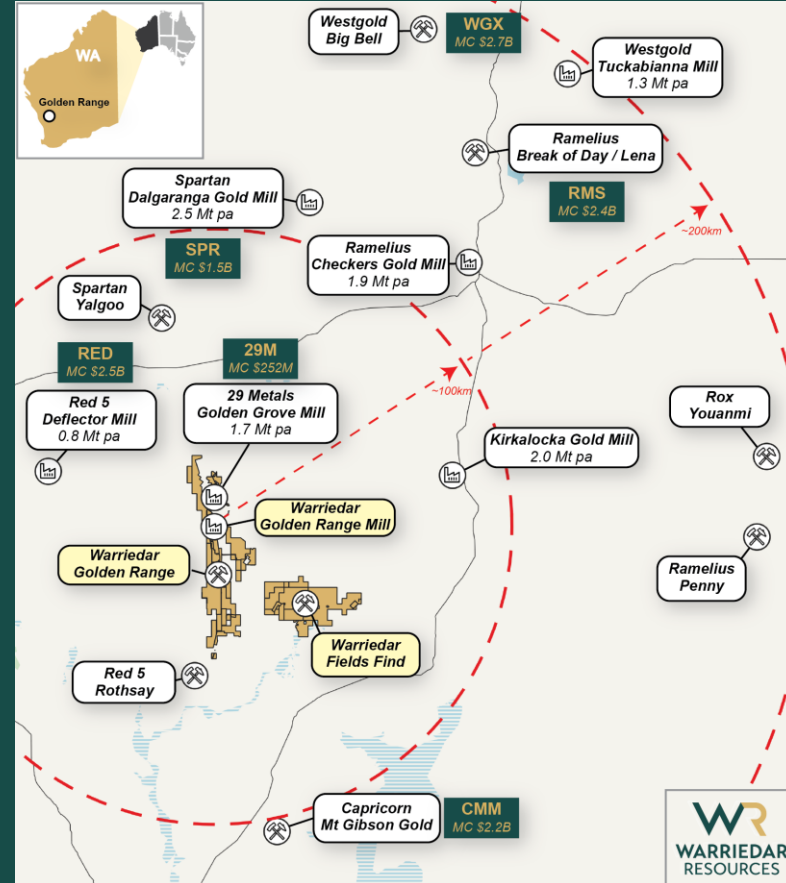 WA
Golden Range
Westgold
Big Bell
WGX
MC $2.7B
Westgold
Tuckabianna Mill
1.3 Mt pa
Ramelius
Break of Day / Lena
RMS
MC $2.4B
~200km
Spartan
Dalgaranga Gold Mill
2.5 Mt pa
SPR
MC $1.5B
Ramelius
Checkers Gold Mill
1.9 Mt pa
Spartan
Yalgoo
RED
MC $2.5B
29M
MC $252M
~100km
Red 5
Deflector Mill
0.8 Mt pa
29 Metals
Golden Grove Mill
1.7 Mt pa
Rox
Youanmi
Kirkalocka Gold Mill
2.0 Mt pa
Warriedar
Golden Range Mill
Warriedar
Golden Range
Ramelius
Penny
Warriedar
Fields Find
Red 5
Rothsay
Capricorn
Mt Gibson Gold
CMM
MC $2.2B
WR
WARRIEDAR
RESOURCES